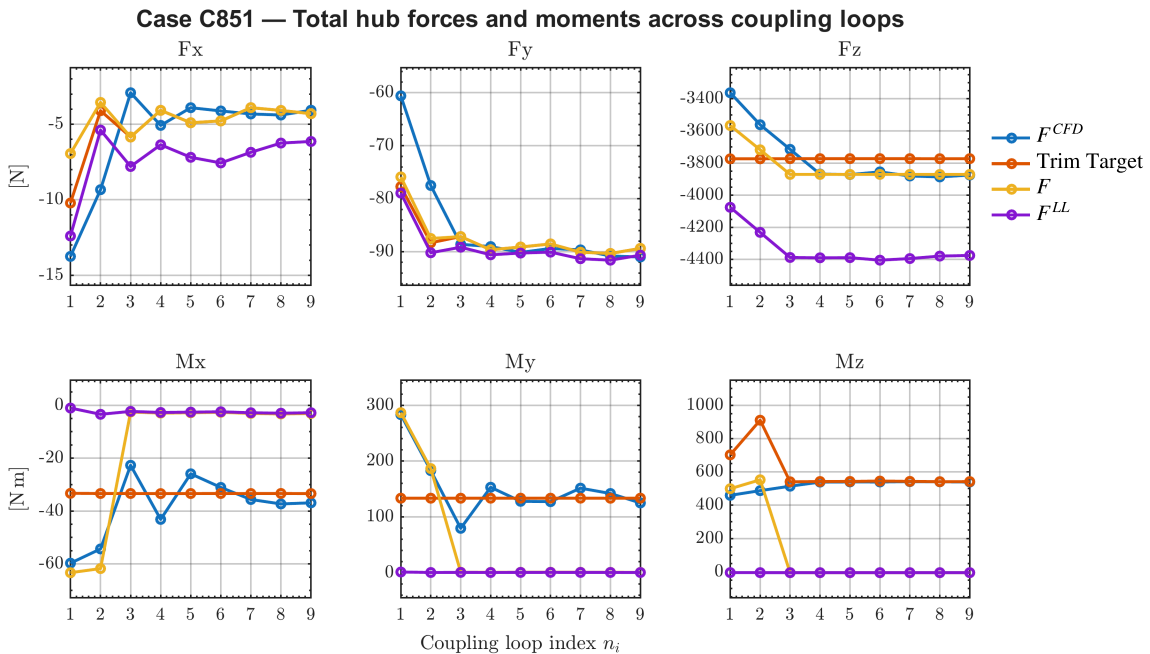 Case C851 — Total hub forces and moments across coupling loops
Fx
Fy
Fz
[N]
-5
-10
-15
1 2 3 4 5 6 7 8 9
-60
-70
-80
-90
1 2 3 4 5 6 7 8 9
-3400
-3600
-3800
-4000
-4200
-4400
1 2 3 4 5 6 7 8 9
F^{CFD}
Trim Target
F
F^{LL}
Mx
My
Mz
[N m]
0
-20
-40
-60
1 2 3 4 5 6 7 8 9
300
200
100
0
1 2 3 4 5 6 7 8 9
1000
800
600
400
200
0
1 2 3 4 5 6 7 8 9
Coupling loop index n_i